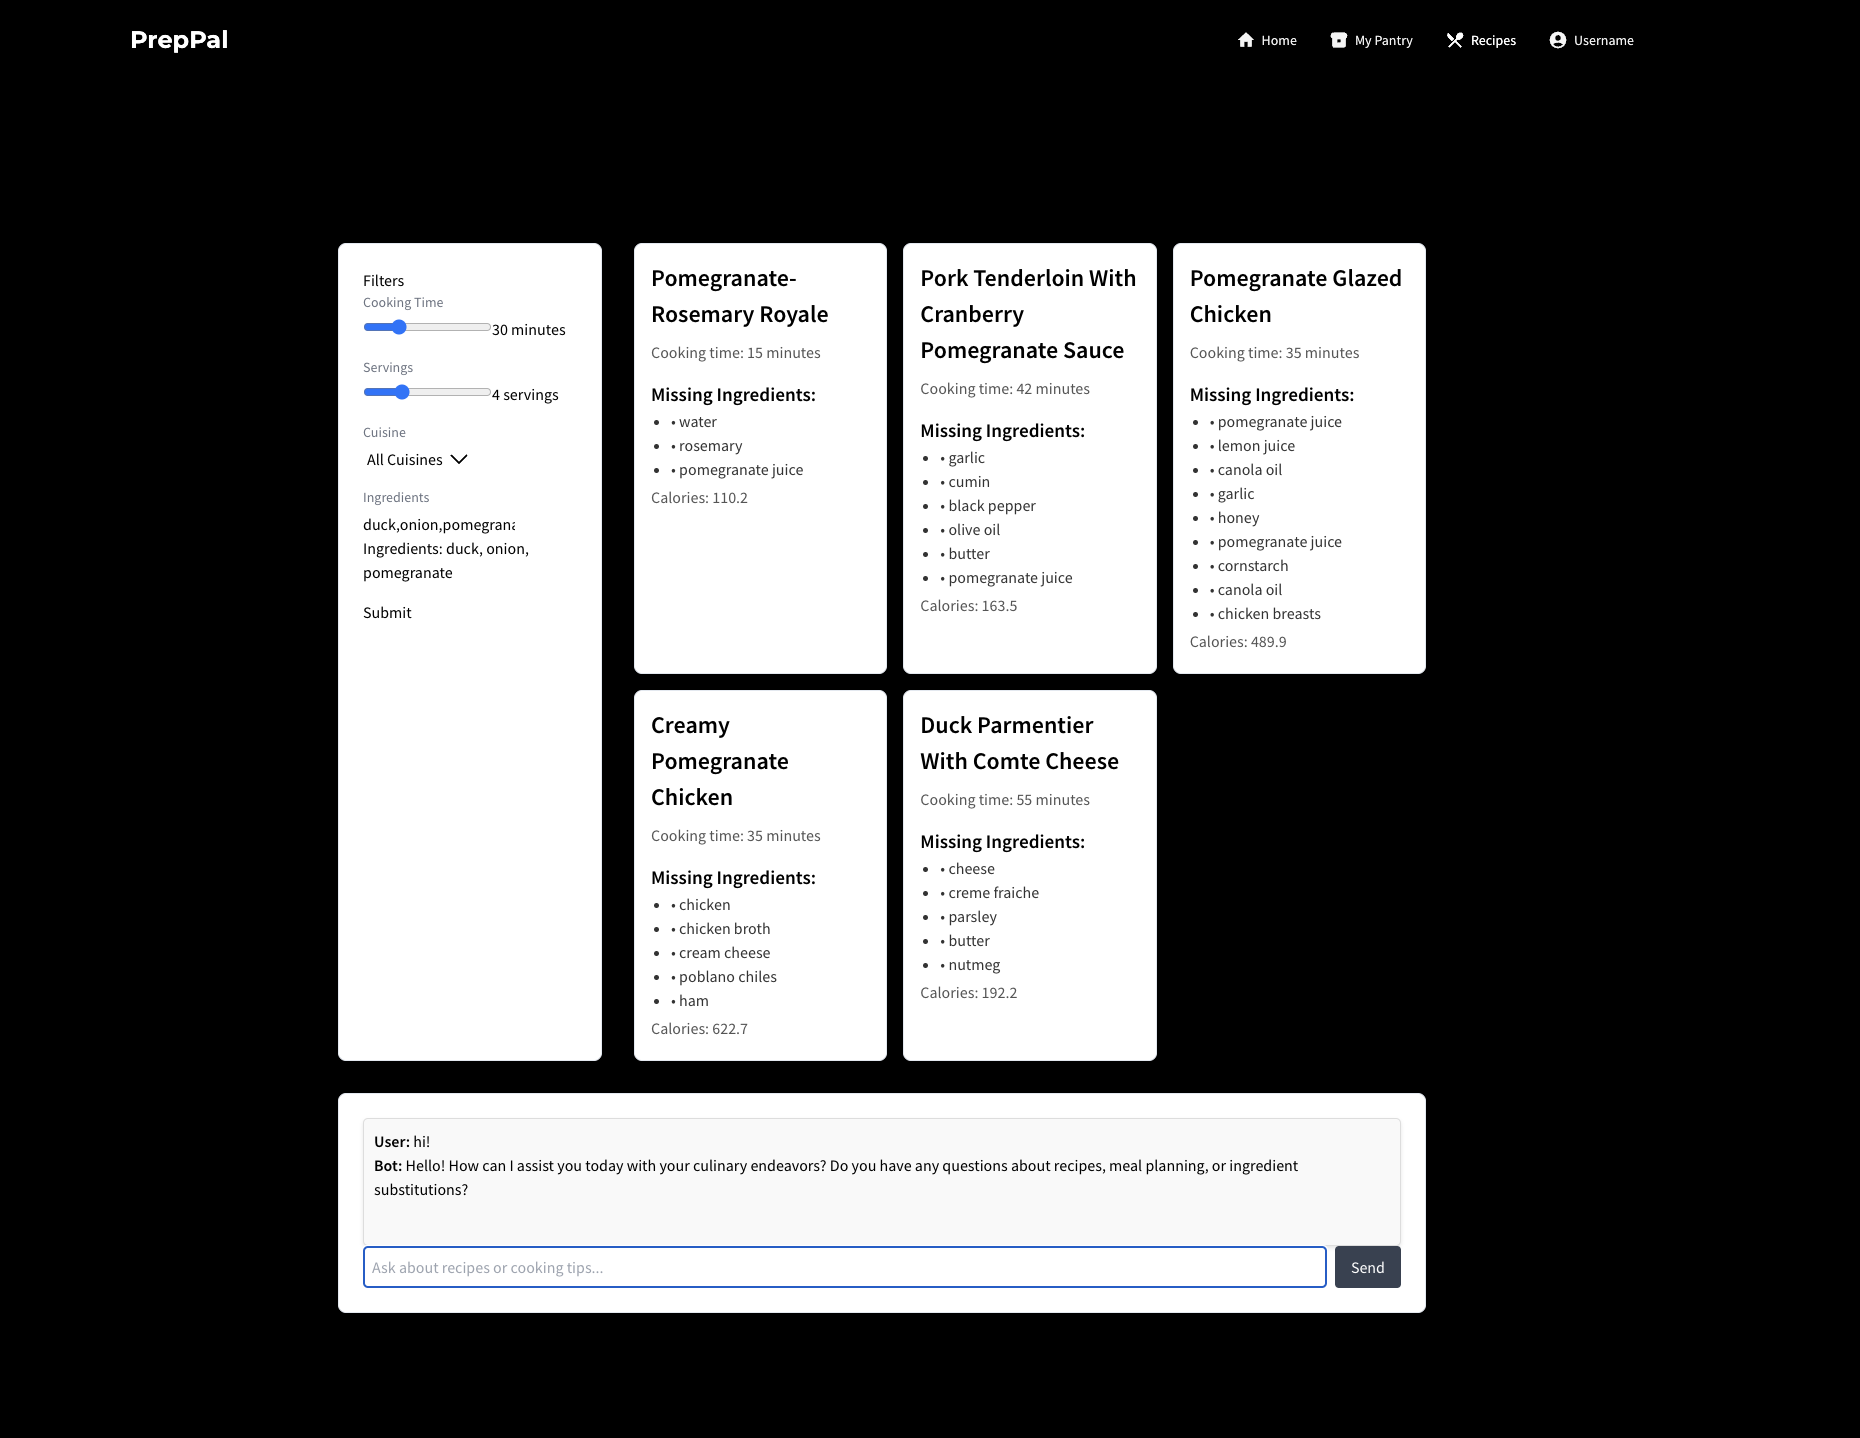 PrepPal
Home
My Pantry
Recipes
Username
Filters
Cooking Time
30 minutes
Servings
4 servings
Cuisine
All Cuisines
Ingredients
duck,onion,pomegrana
Ingredients: duck, onion,
pomegranate
Submit
Pomegranate-
Rosemary Royale
Cooking time: 15 minutes
Missing Ingredients:
• • water
• • rosemary
• • pomegranate juice
Calories: 110.2
Pork Tenderloin With
Cranberry
Pomegranate Sauce
Cooking time: 42 minutes
Missing Ingredients:
• • garlic
• • cumin
• • black pepper
• • olive oil
• • butter
• • pomegranate juice
Calories: 163.5
Pomegranate Glazed
Chicken
Cooking time: 35 minutes
Missing Ingredients:
• • pomegranate juice
• • lemon juice
• • canola oil
• • garlic
• • honey
• • pomegranate juice
• • cornstarch
• • canola oil
• • chicken breasts
Calories: 489.9
Creamy
Pomegranate
Chicken
Cooking time: 35 minutes
Missing Ingredients:
• • chicken
• • chicken broth
• • cream cheese
• • poblano chiles
• • ham
Calories: 622.7
Duck Parmentier
With Comte Cheese
Cooking time: 55 minutes
Missing Ingredients:
• • cheese
• • creme fraiche
• • parsley
• • butter
• • nutmeg
Calories: 192.2
User: hi!
Bot: Hello! How can I assist you today with your culinary endeavors? Do you have any questions about recipes, meal planning, or ingredient
substitutions?
Ask about recipes or cooking tips...
Send